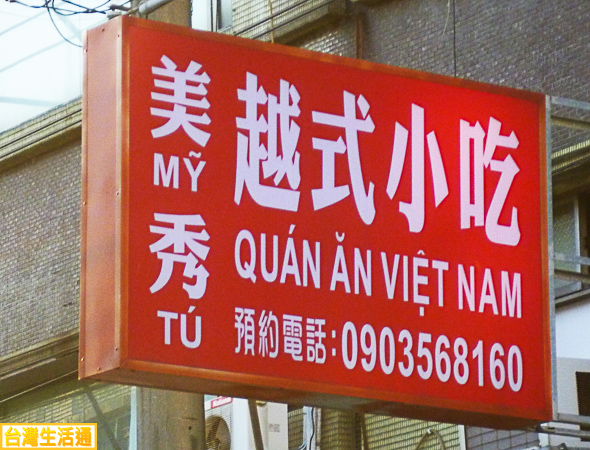 美
MỸ
秀
TÚ
越式小吃
QUÁN ĂN VIỆT NAM
預約電話:0903568160
台灣生活通